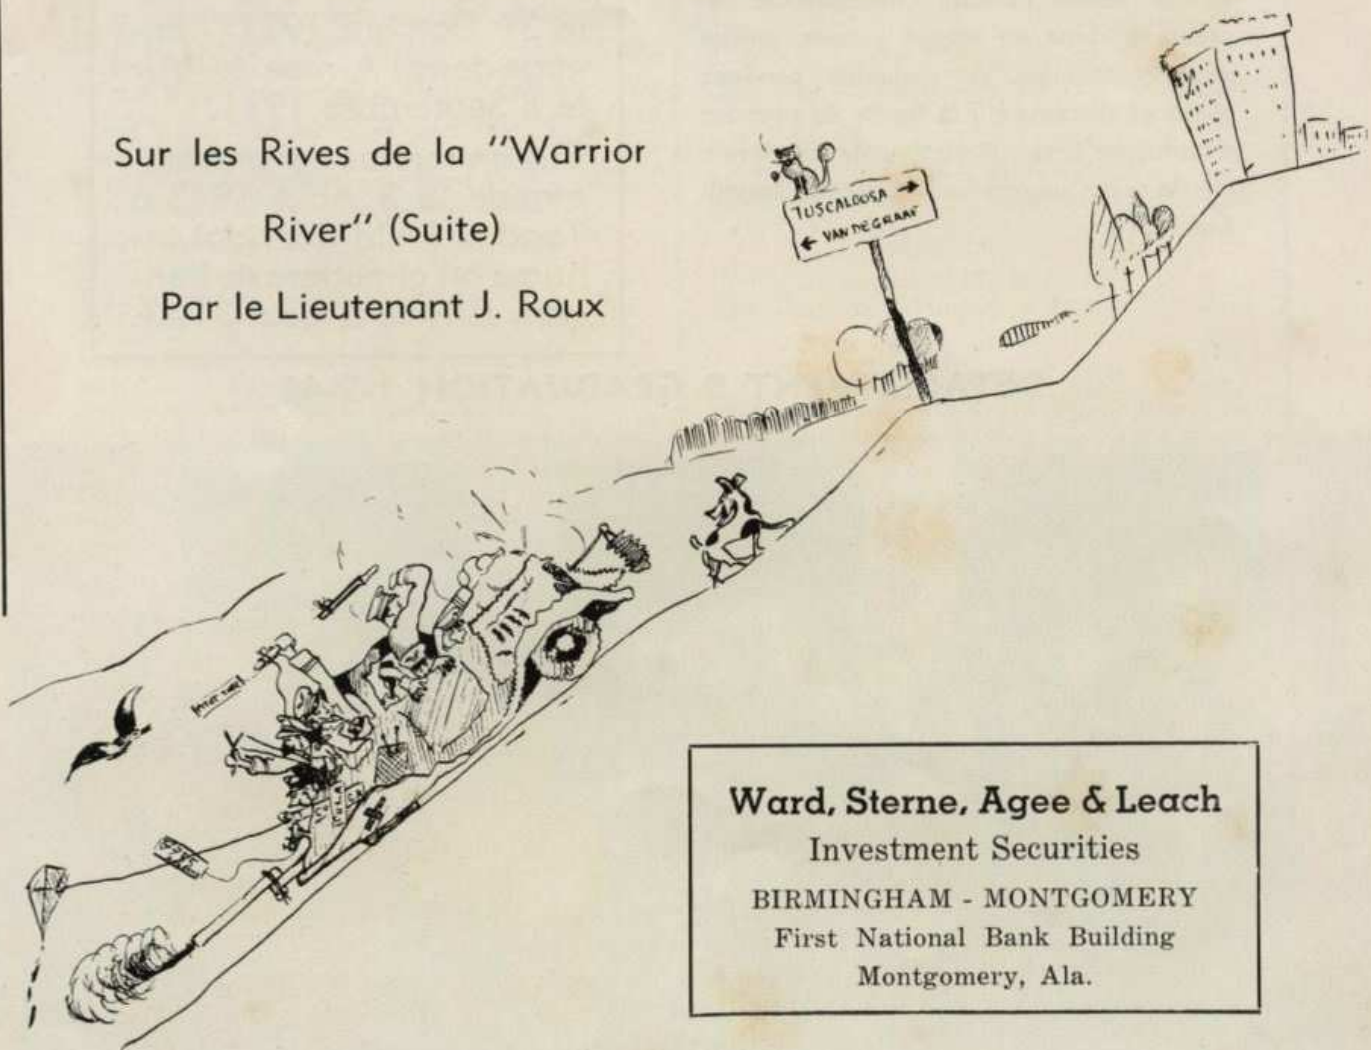 Sur les Rives de la "Warrior
River" (Suite)
Par le Lieutenant J. Roux
TUSCALOOSA →
← VAN DE GRAAF
Ward, Sterne, Agee & Leach
Investment Securities
BIRMINGHAM - MONTGOMERY
First National Bank Building
Montgomery, Ala.